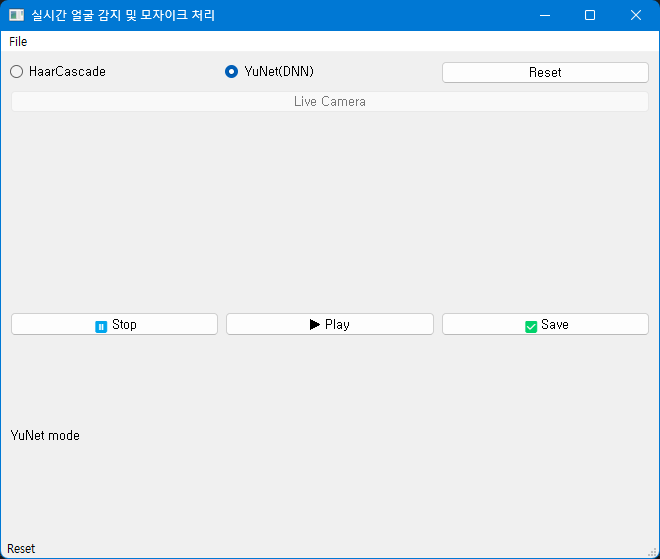 실시간 얼굴 감지 및 모자이크 처리
File
HaarCascade YuNet(DNN) Reset
Live Camera
Stop Play Save
YuNet mode
Reset